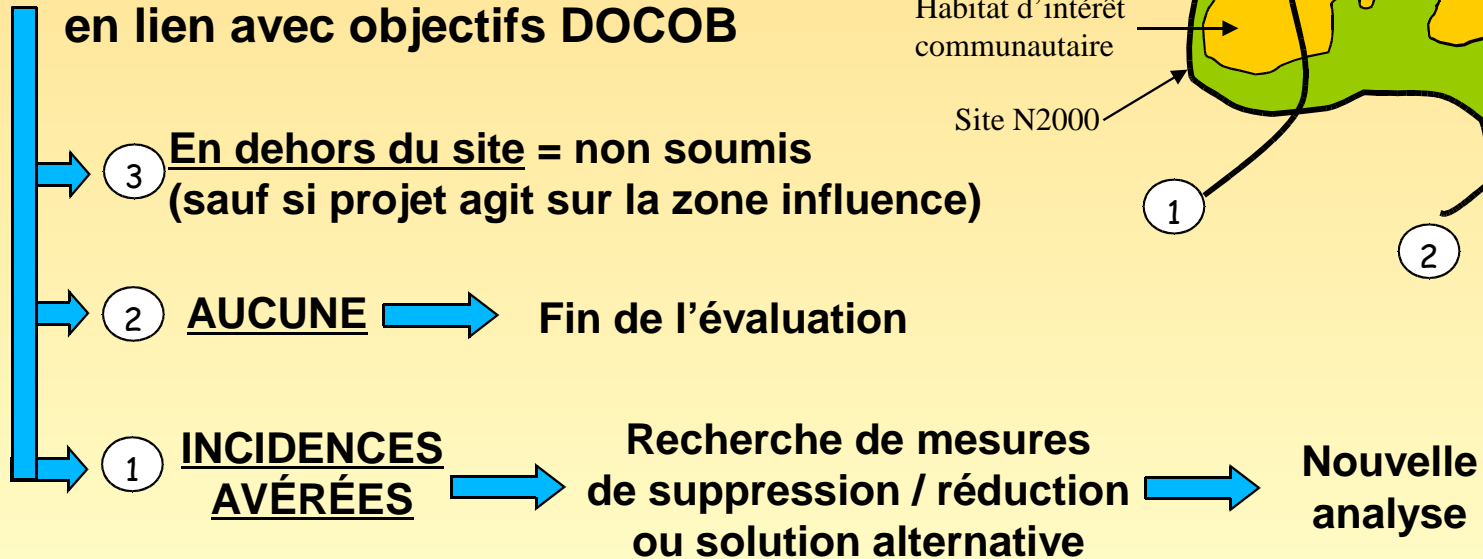 en lien avec objectifs DOCOB
Habitat d’intérêt
communautaire
Site N2000
3
En dehors du site = non soumis
(sauf si projet agit sur la zone influence)
1
2
2
AUCUNE
Fin de l’évaluation
1
INCIDENCES
AVÉRÉES
Recherche de mesures
de suppression / réduction
ou solution alternative
Nouvelle
analyse